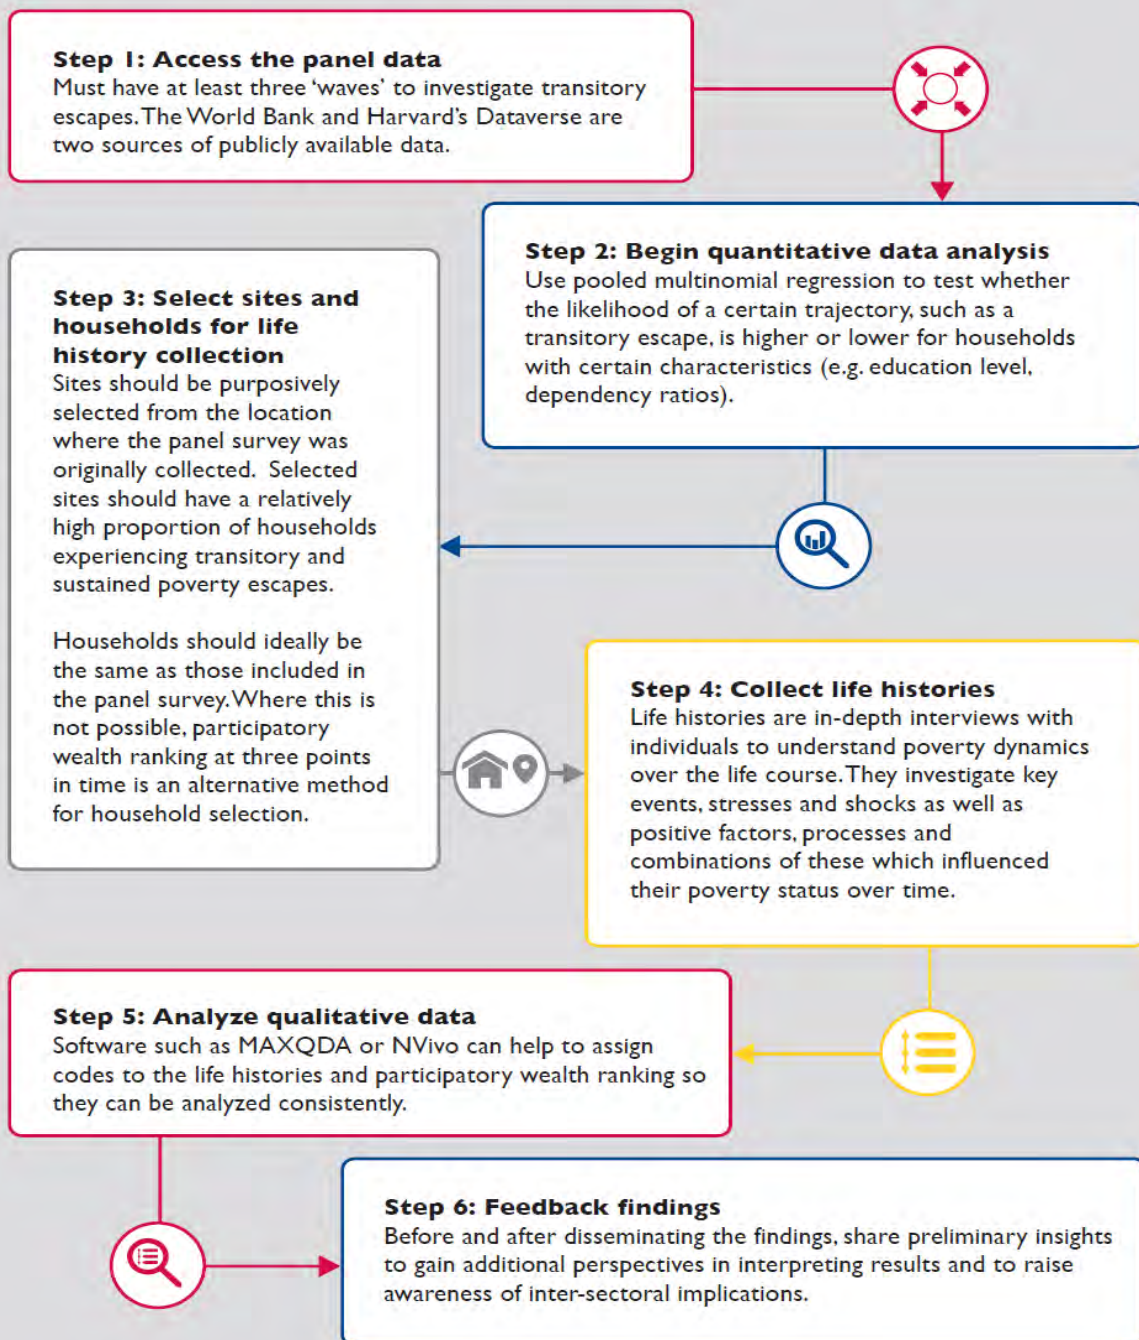 Step 1: Access the panel data
Must have at least three ‘waves’ to investigate transitory
escapes. The World Bank and Harvard’s Dataverse are
two sources of publicly available data.
Step 2: Begin quantitative data analysis
Use pooled multinomial regression to test whether
the likelihood of a certain trajectory, such as a
transitory escape, is higher or lower for households
with certain characteristics (e.g. education level,
dependency ratios).
Step 3: Select sites and
households for life
history collection
Sites should be purposively
selected from the location
where the panel survey was
originally collected. Selected
sites should have a relatively
high proportion of households
experiencing transitory and
sustained poverty escapes.
Households should ideally be
the same as those included in
the panel survey. Where this is
not possible, participatory
wealth ranking at three points
in time is an alternative method
for household selection.
Step 4: Collect life histories
Life histories are in-depth interviews with
individuals to understand poverty dynamics
over the life course. They investigate key
events, stresses and shocks as well as
positive factors, processes and
combinations of these which influenced
their poverty status over time.
Step 5: Analyze qualitative data
Software such as MAXQDA or NVivo can help to assign
codes to the life histories and participatory wealth ranking so
they can be analyzed consistently.
Step 6: Feedback findings
Before and after disseminating the findings, share preliminary insights
to gain additional perspectives in interpreting results and to raise
awareness of inter-sectoral implications.